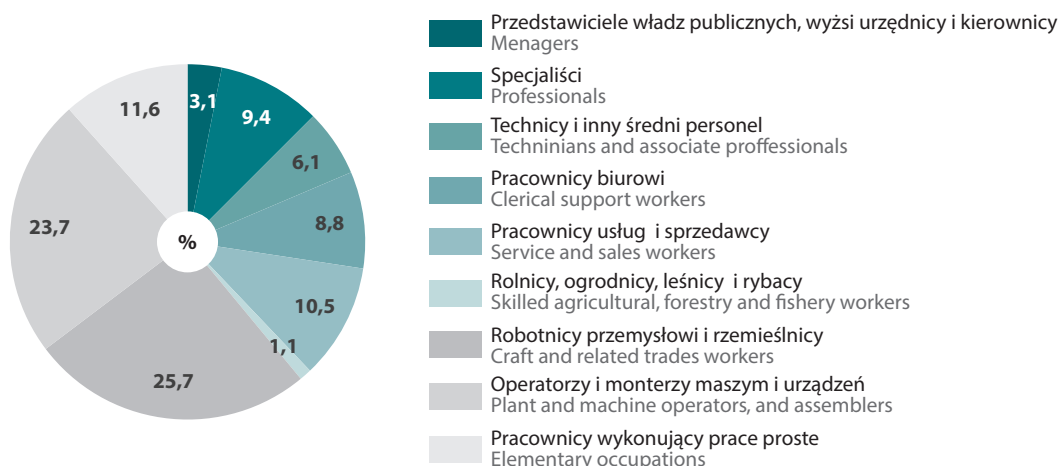 Przedstawiciele władz publicznych, wyżsi urzędnicy i kierownicy
Menagers
Specjaliści
Professionals
Technicy i inny średni personel
Techninians and associate proffessionals
Pracownicy biurowi
Clerical support workers
Pracownicy usług i sprzedawcy
Service and sales workers
Rolnicy, ogrodnicy, leśnicy i rybacy
Skilled agricultural, forestry and fishery workers
Robotnicy przemysłowi i rzemieślnicy
Craft and related trades workers
Operatorzy i monterzy maszym i urządzeń
Plant and machine operators, and assemblers
Pracownicy wykonujący prace proste
Elementary occupations
3,1
9,4
6,1
8,8
10,5
1,1
25,7
23,7
11,6
%